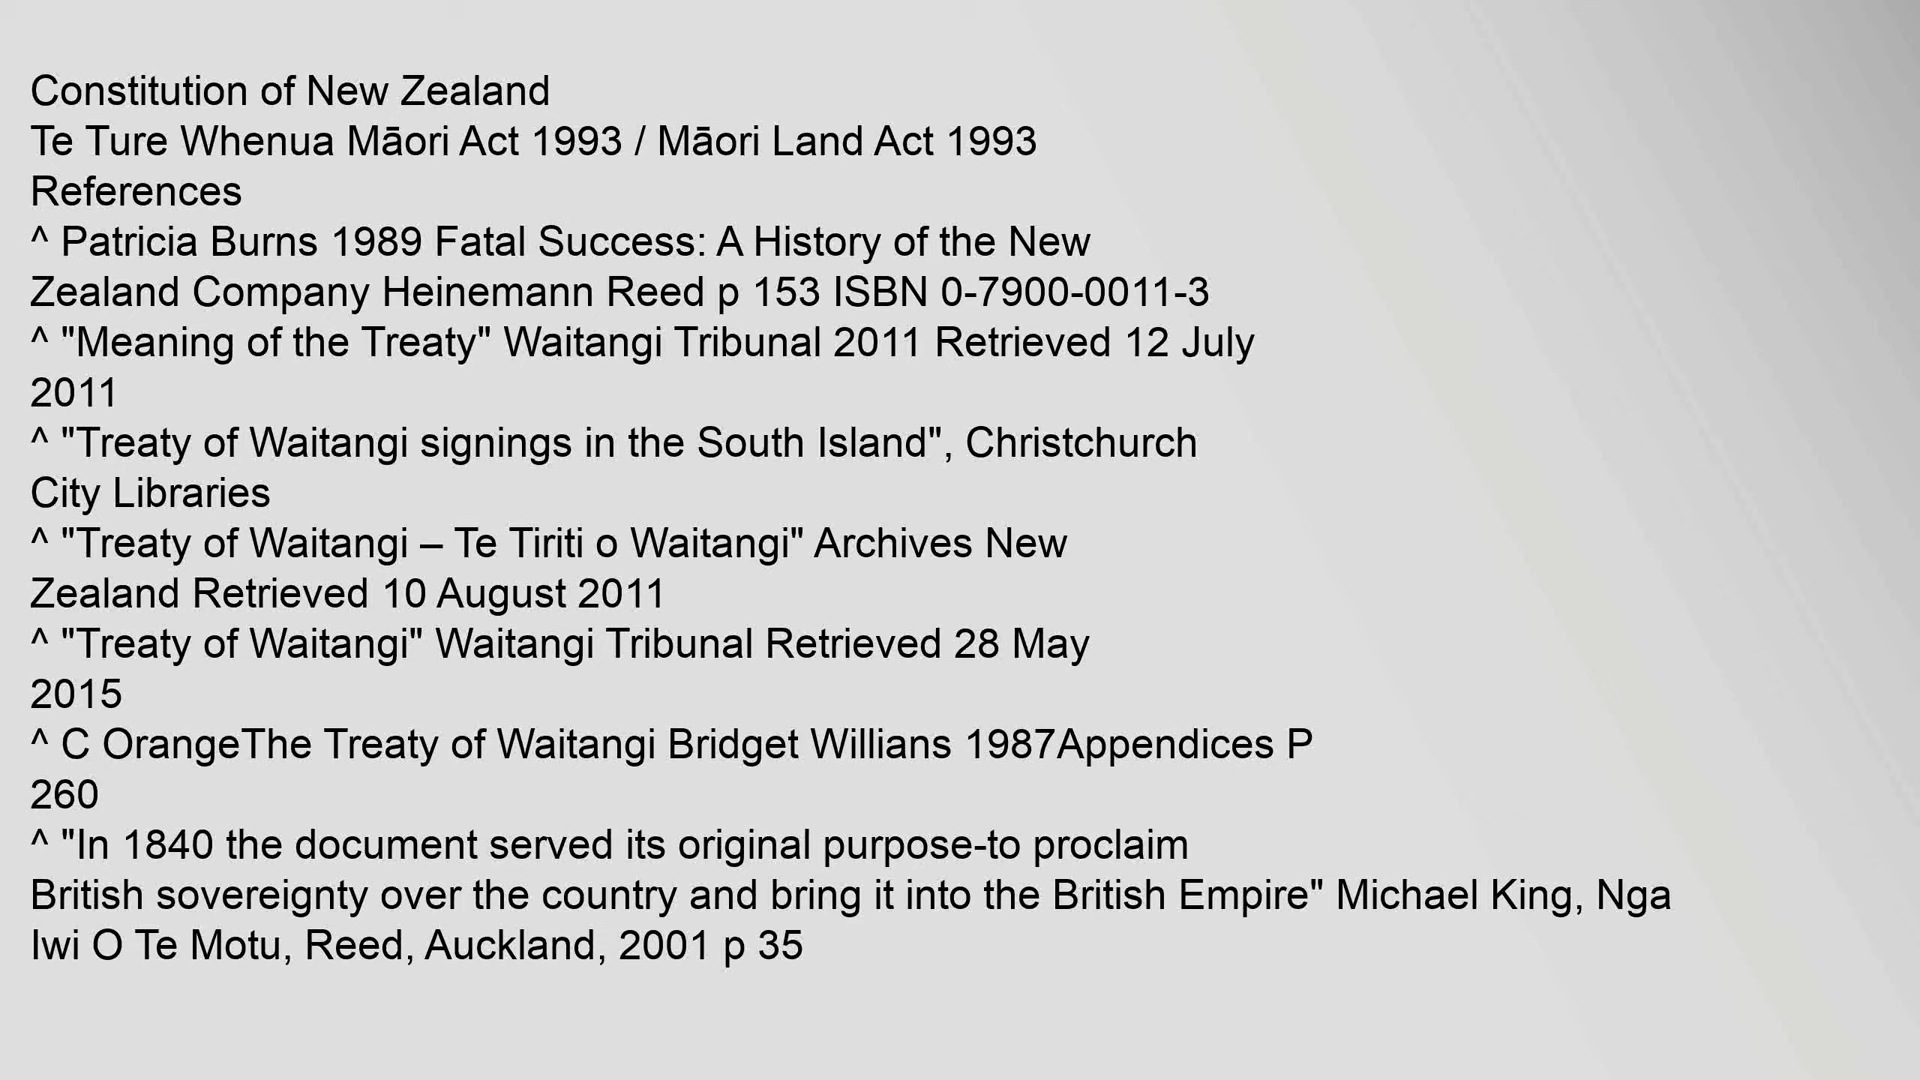 Constitution of New Zealand
Te Ture Whenua Māori Act 1993 / Māori Land Act 1993
References
^ Patricia Burns 1989 Fatal Success: A History of the New
Zealand Company Heinemann Reed p 153 ISBN 0-7900-0011-3
^ "Meaning of the Treaty" Waitangi Tribunal 2011 Retrieved 12 July
2011
^ "Treaty of Waitangi signings in the South Island", Christchurch
City Libraries
^ "Treaty of Waitangi – Te Tiriti o Waitangi" Archives New
Zealand Retrieved 10 August 2011
^ "Treaty of Waitangi" Waitangi Tribunal Retrieved 28 May
2015
^ C OrangeThe Treaty of Waitangi Bridget Willians 1987Appendices P
260
^ "In 1840 the document served its original purpose-to proclaim
British sovereignty over the country and bring it into the British Empire" Michael King, Nga
Iwi O Te Motu, Reed, Auckland, 2001 p 35